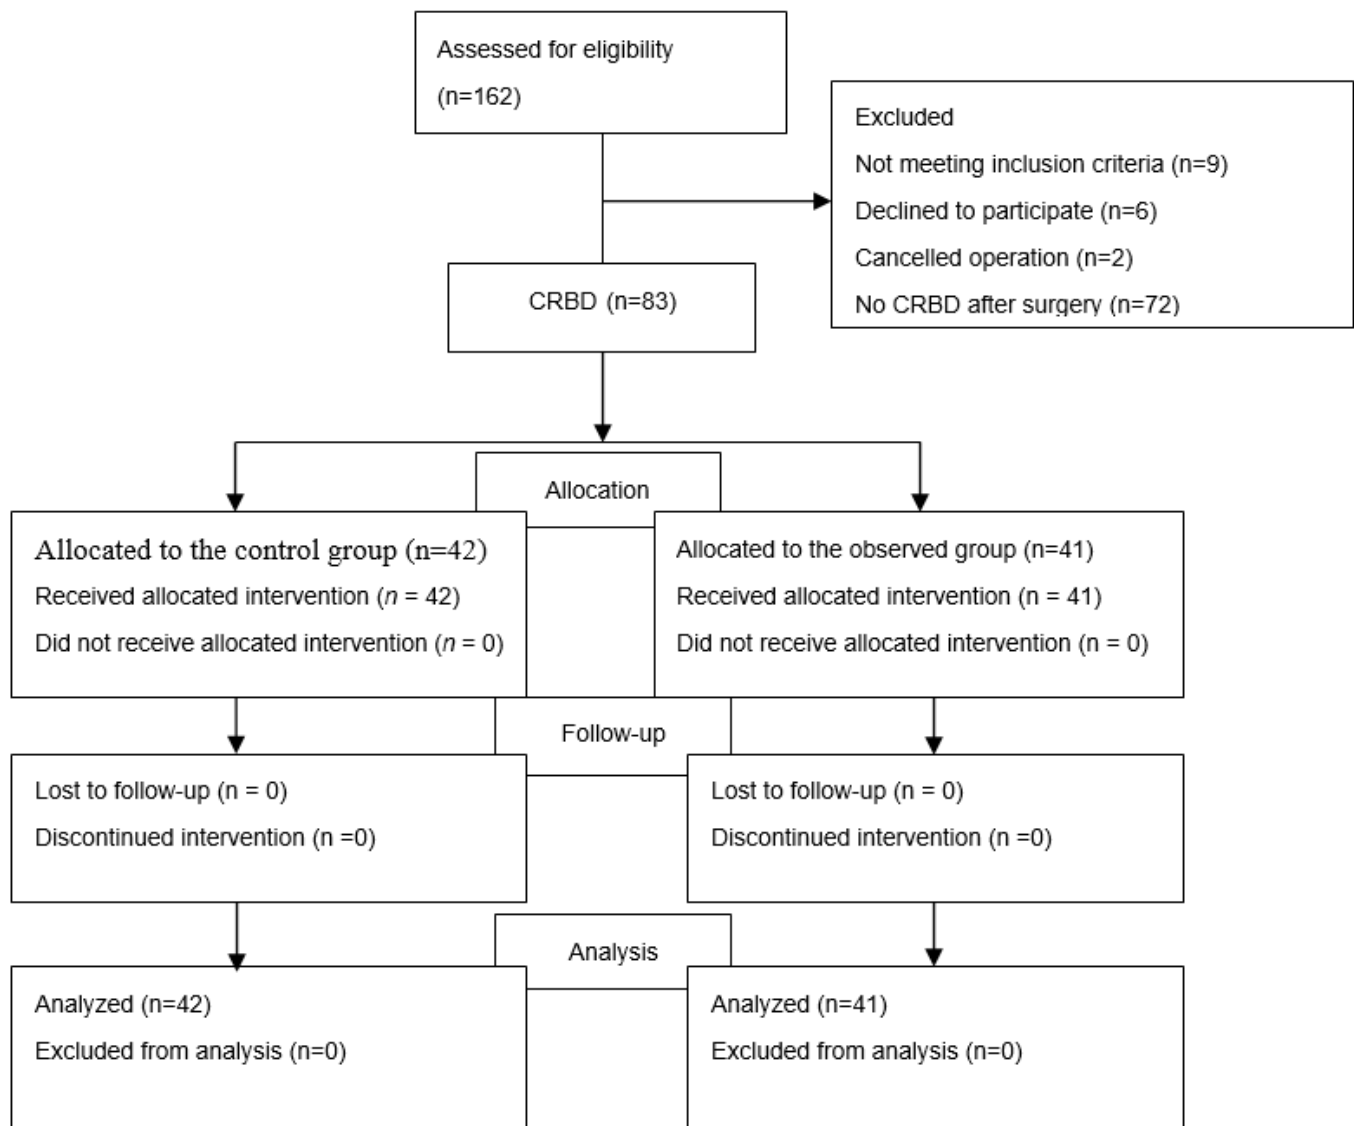 Assessed for eligibility
(n=162)
Excluded
Not meeting inclusion criteria (n=9)
Declined to participate (n=6)
Cancelled operation (n=2)
No CRBD after surgery (n=72)
CRBD (n=83)
Allocation
Allocated to the control group (n=42)
Received allocated intervention (n = 42)
Did not receive allocated intervention (n = 0)
Allocated to the observed group (n=41)
Received allocated intervention (n = 41)
Did not receive allocated intervention (n = 0)
Follow-up
Lost to follow-up (n = 0)
Discontinued intervention (n =0)
Lost to follow-up (n = 0)
Discontinued intervention (n =0)
Analysis
Analyzed (n=42)
Excluded from analysis (n=0)
Analyzed (n=41)
Excluded from analysis (n=0)